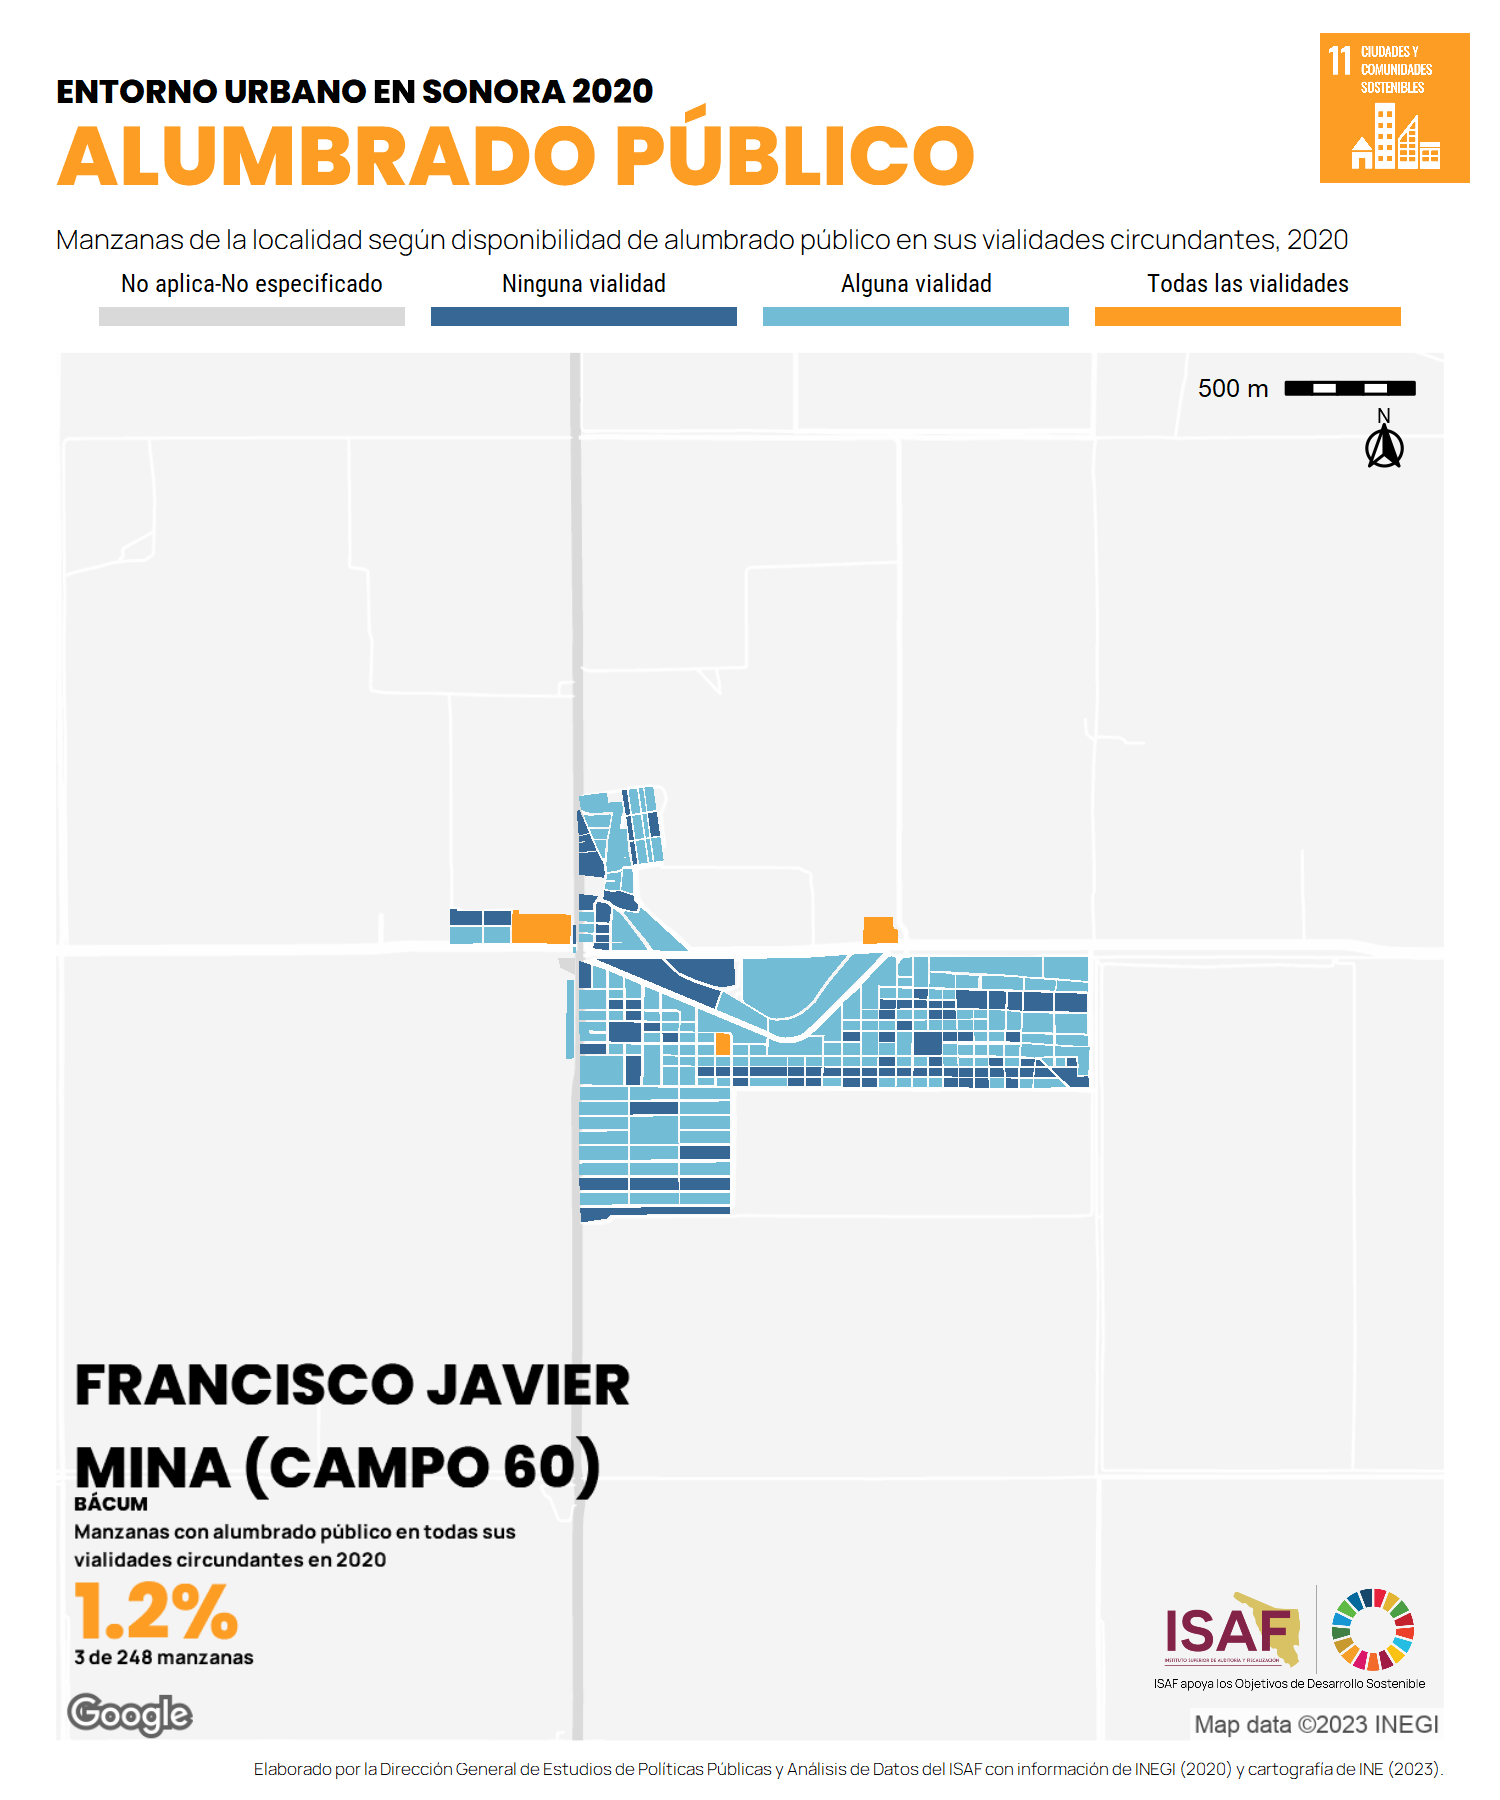 11 CIUDADES Y
COMUNIDADES
SOSTENIBLES
ENTORNO URBANO EN SONORA 2020
ALUMBRADO PÚBLICO
Manzanas de la localidad según disponibilidad de alumbrado público en sus vialidades circundantes, 2020
No aplica-No especificado
Ninguna vialidad
Alguna vialidad
Todas las vialidades
500 m
N
FRANCISCO JAVIER
MINA (CAMPO 60)
BÁCUM
Manzanas con alumbrado público en todas sus
vialidades circundantes en 2020
1.2%
3 de 248 manzanas
Google
ISAF
INSTITUTO SUPERIOR DE AUDITORÍA Y FISCALIZACIÓN
ISAF apoya los Objetivos de Desarrollo Sostenible
Map data ©2023 INEGI
Elaborado por la Dirección General de Estudios de Políticas Públicas y Análisis de Datos del ISAF con información de INEGI (2020) y cartografía de INE (2023).